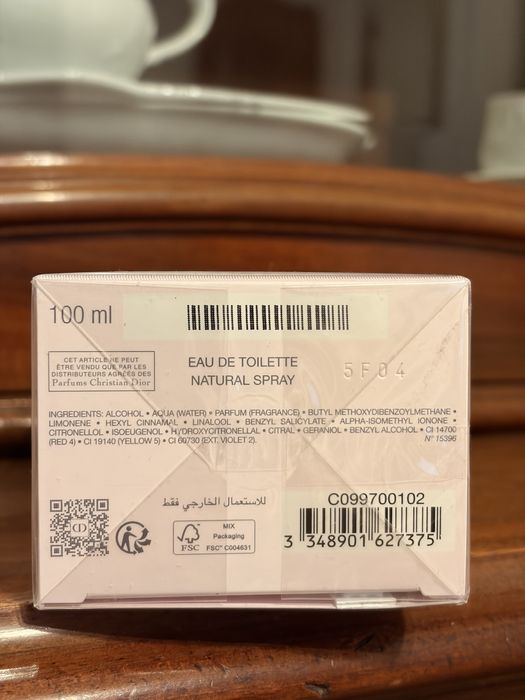 100 ml
CET ARTICLE NE PEUT
ÊTRE VENDU QUE PAR LES
DISTRIBUTEURS AGRÉÉS DES
Parfums Christian Dior
EAU DE TOILETTE
NATURAL SPRAY
5F04
INGREDIENTS: ALCOHOL • AQUA (WATER) • PARFUM (FRAGRANCE) • BUTYL METHOXYDIBENZOYLMETHANE •
LIMONENE • HEXYL CINNAMAL • LINALOOL • BENZYL SALICYLATE • ALPHA-ISOMETHYL IONONE •
CITRONELLOL • ISOEUGENOL • HYDROXYCITRONELLAL • CITRAL • GERANIOL • BENZYL ALCOHOL • CI 14700
(RED 4) • CI 19140 (YELLOW 5) • CI 60730 (EXT. VIOLET 2).
N° 15396
للاستعمال الخارجي فقط
CD
FSC
MIX
Packaging
FSC® C004631
C099700102
3 348901 627375